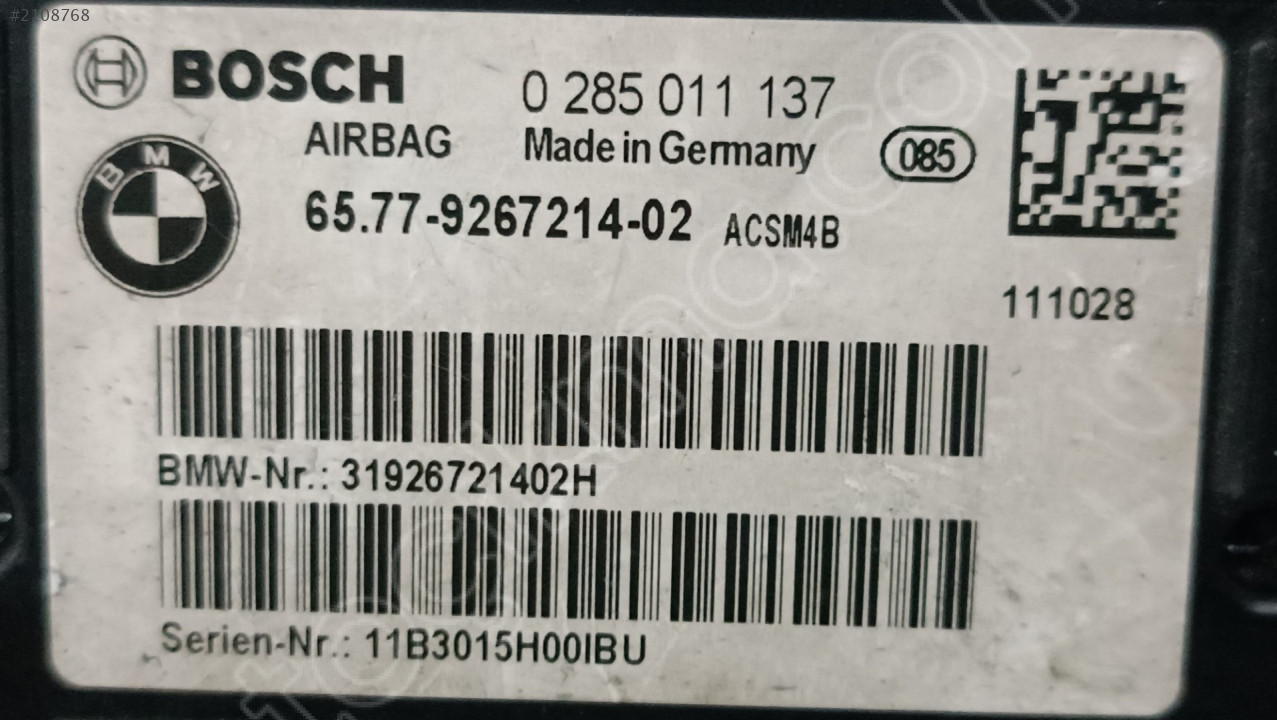 #2108768
BOSCH
0 285 011 137
AIRBAG
Made in Germany
085
BMW
65.77-9267214-02 ACSM4B
111028
BMW-Nr.: 31926721402H
Serien-Nr.: 11B3015H00IBU